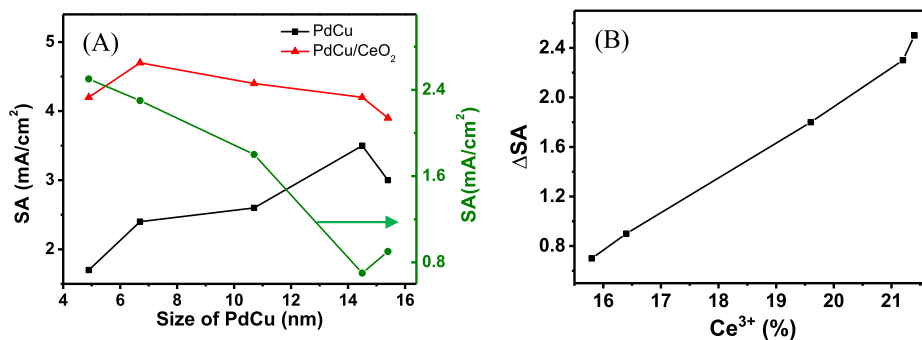 (A)
PdCu
PdCu/CeO₂
5
4
3
2
SA (mA/cm²)
2.4
1.6
0.8
SA(mA/cm²)
4 6 8 10 12 14 16
Size of PdCu (nm)
(B)
2.4
2.0
1.6
1.2
0.8
ΔSA
16 17 18 19 20 21
Ce³⁺ (%)